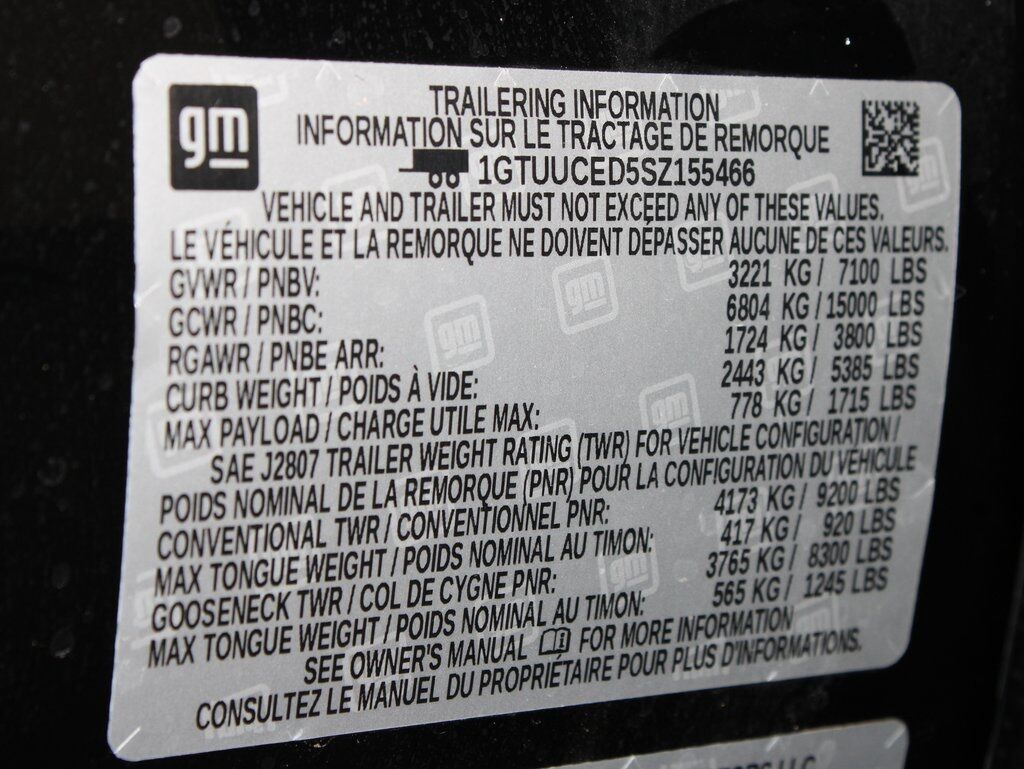 gm
TRAILERING INFORMATION
INFORMATION SUR LE TRACTAGE DE REMORQUE
1GTUUCED5SZ155466
VEHICLE AND TRAILER MUST NOT EXCEED ANY OF THESE VALUES.
LE VÉHICULE ET LA REMORQUE NE DOIVENT DÉPASSER AUCUNE DE CES VALEURS.
GVWR / PNBV: 3221 KG / 7100 LBS
GCWR / PNBC: 6804 KG / 15000 LBS
RGAWR / PNBE ARR: 1724 KG / 3800 LBS
CURB WEIGHT / POIDS À VIDE: 2443 KG / 5385 LBS
MAX PAYLOAD / CHARGE UTILE MAX: 778 KG / 1715 LBS
SAE J2807 TRAILER WEIGHT RATING (TWR) FOR VEHICLE CONFIGURATION /
POIDS NOMINAL DE LA REMORQUE (PNR) POUR LA CONFIGURATION DU VÉHICULE
CONVENTIONAL TWR / CONVENTIONNEL PNR: 4173 KG / 9200 LBS
MAX TONGUE WEIGHT / POIDS NOMINAL AU TIMON: 417 KG / 920 LBS
GOOSENECK TWR / COL DE CYGNE PNR: 3765 KG / 8300 LBS
MAX TONGUE WEIGHT / POIDS NOMINAL AU TIMON: 565 KG / 1245 LBS
SEE OWNER'S MANUAL FOR MORE INFORMATION
CONSULTEZ LE MANUEL DU PROPRIÉTAIRE POUR PLUS D'INFORMATIONS.
LLC